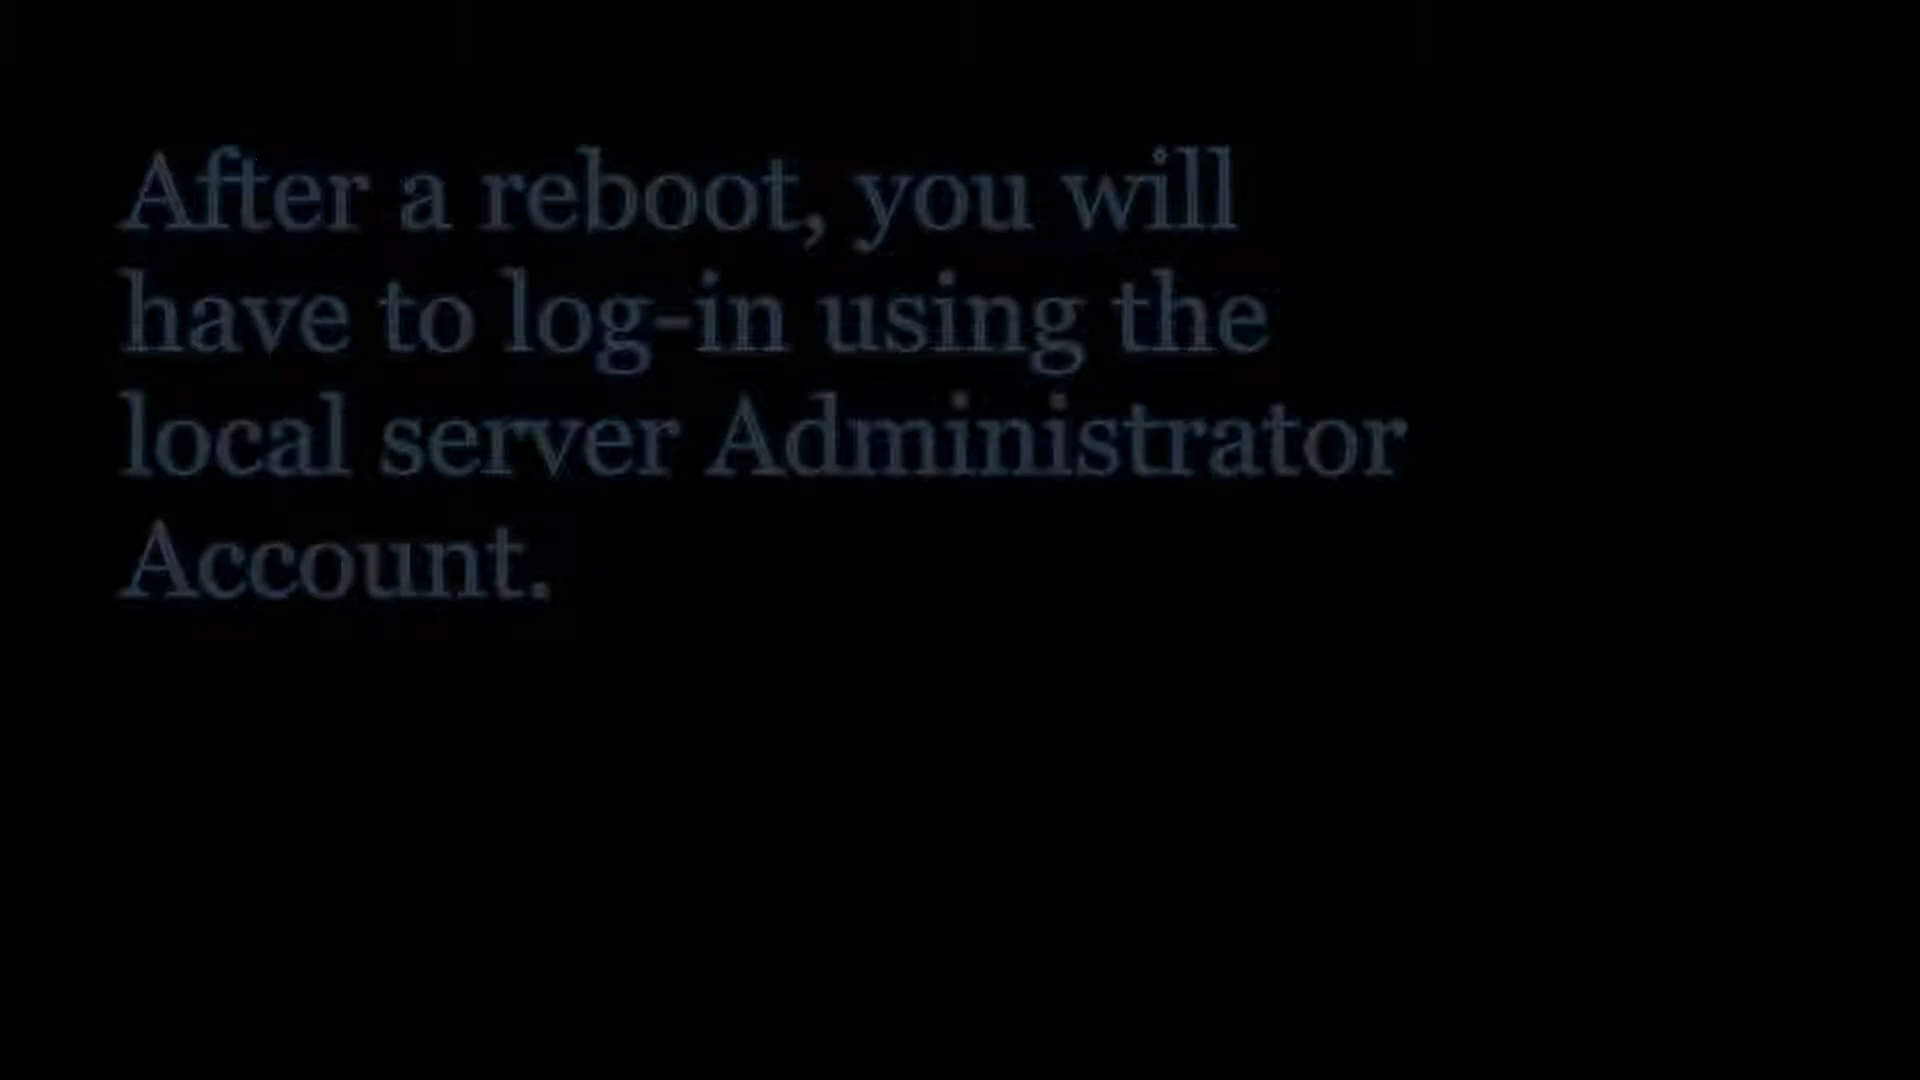 After a reboot, you will
have to log-in using the
local server Administrator
Account.